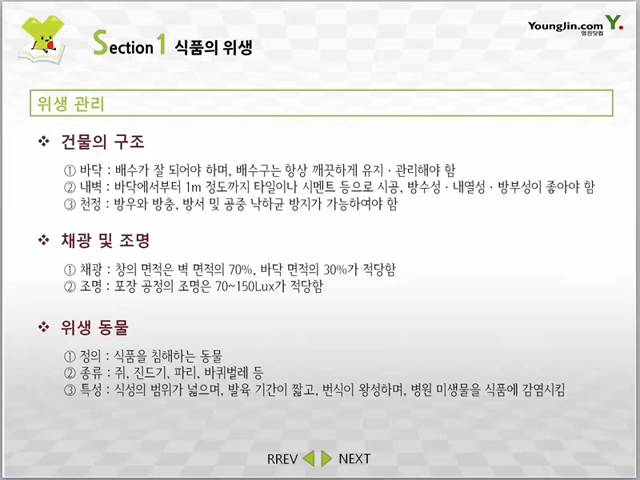 Section1 식품의 위생
YoungJin.com Y.
영진닷컴
위생 관리
❖ 건물의 구조
① 바닥 : 배수가 잘 되어야 하며, 배수구는 항상 깨끗하게 유지 · 관리해야 함
② 내벽 : 바닥에서부터 1m 정도까지 타일이나 시멘트 등으로 시공, 방수성 · 내열성 · 방부성이 좋아야 함
③ 천정 : 방우와 방충, 방서 및 공중 낙하균 방지가 가능하여야 함
❖ 채광 및 조명
① 채광 : 창의 면적은 벽 면적의 70%, 바닥 면적의 30%가 적당함
② 조명 : 포장 공정의 조명은 70~150Lux가 적당함
❖ 위생 동물
① 정의 : 식품을 침해하는 동물
② 종류 : 쥐, 진드기, 파리, 바퀴벌레 등
③ 특성 : 식성의 범위가 넓으며, 발육 기간이 짧고, 번식이 왕성하며, 병원 미생물을 식품에 감염시킴
RREV NEXT